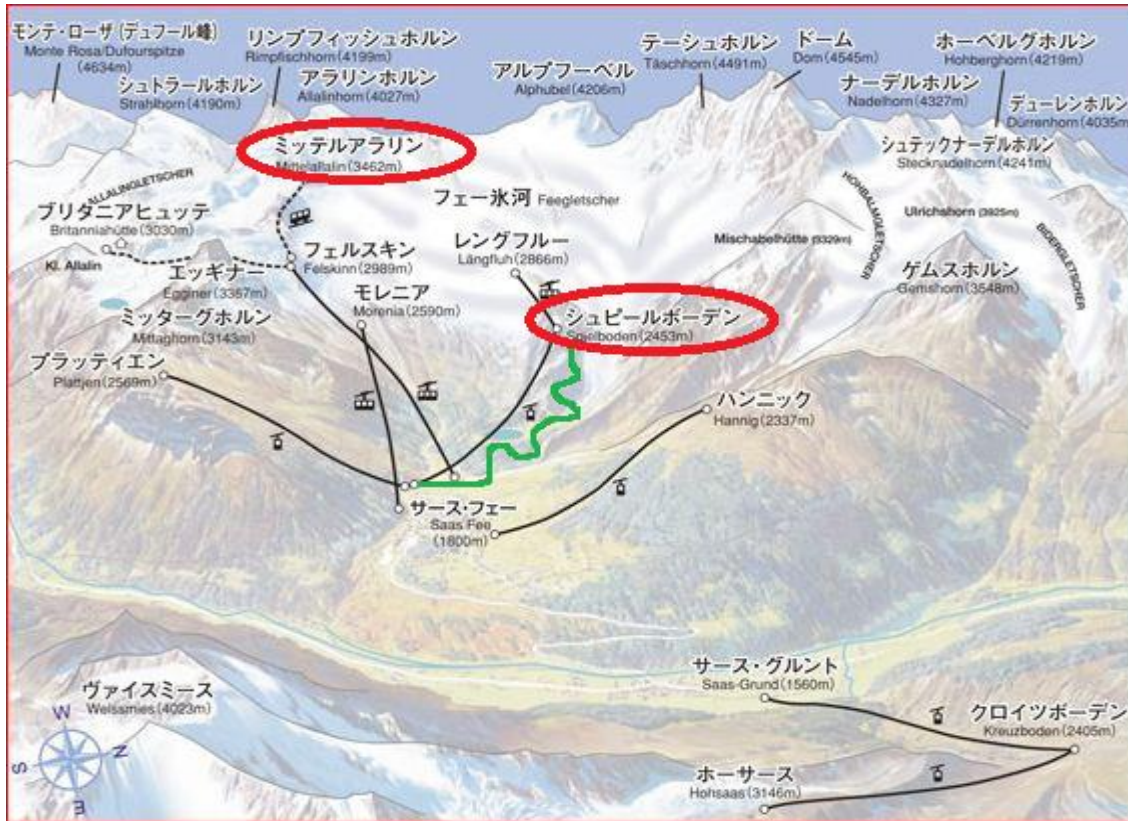 モンテ・ローザ (デュフール峰)
Monte Rosa/Dufourspitze
(4634m)
リンプフィッシュホルン
Rimpfischhorn(4199m)
シュトラールホルン
Strahlhorn(4190m)
アラリンホルン
Allalinhorn(4027m)
アルプフーベル
Alphubel(4206m)
テーシュホルン
Täschhorn(4491m)
ドーム
Dom(4545m)
ホーベルグホルン
Hohberghorn(4219m)
ナーデルホルン
Nadelhorn(4327m)
デューレンホルン
Dürrenhorn(4035m)
シュテックナーデルホルン
Stecknadelhorn(4241m)
ミッテルアラリン
Mittelallalin(3462m)
ALLALINGLETSCHER
ブリタニアヒュッテ
Britanniahütte(3030m)
Kl. Allalin
フェー氷河 Feegletscher
HOHBALMGLETSCHER
Ulrichshorn(3925m)
BIDERGLETSCHER
Mischabelhütte(3329m)
フェルスキン
Felskinn(2989m)
レングフルー
Längfluh(2866m)
エッギナー
Egginer(3367m)
ゲムスホルン
Gemshorn(3548m)
モレニア
Morenia(2590m)
シュピールボーデン
Spielboden(2453m)
ミッターグホルン
Mittaghorn(3143m)
プラッティエン
Plattjen(2569m)
ハンニック
Hannig(2337m)
サース・フェー
Saas Fee
(1800m)
サース・グルント
Saas-Grund(1560m)
ヴァイスミース
Weissmies(4023m)
クロイツボーデン
Kreuzboden(2405m)
ホーサース
Hohsaas(3146m)
W
N
S
E